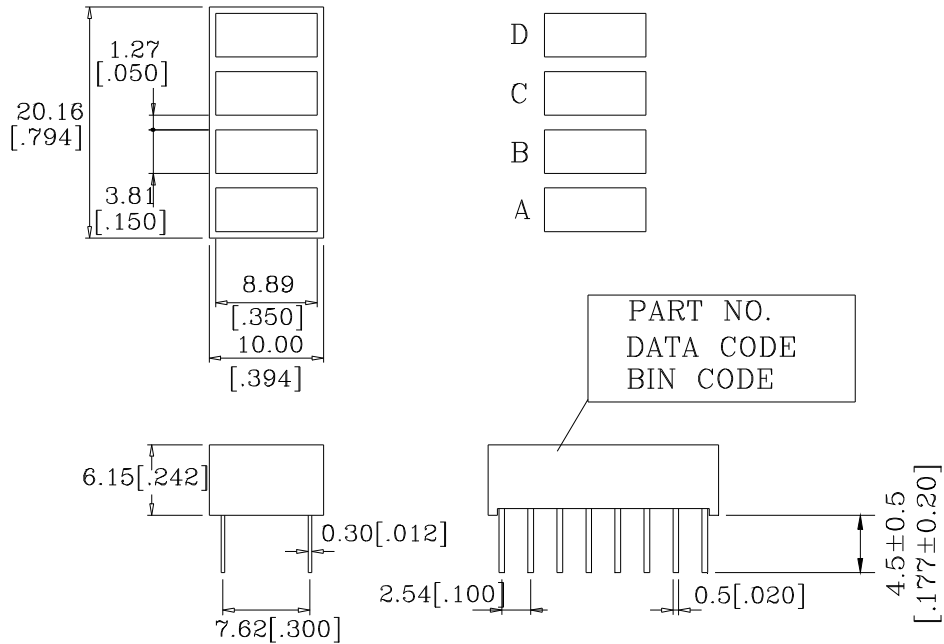 1.27
[.050]
20.16
[.794]
3.81
[.150]
8.89
[.350]
10.00
[.394]
D
C
B
A
PART NO.
DATA CODE
BIN CODE
6.15[.242]
0.30[.012]
7.62[.300]
2.54[.100]
0.5[.020]
4.5±0.5
[.177±0.20]